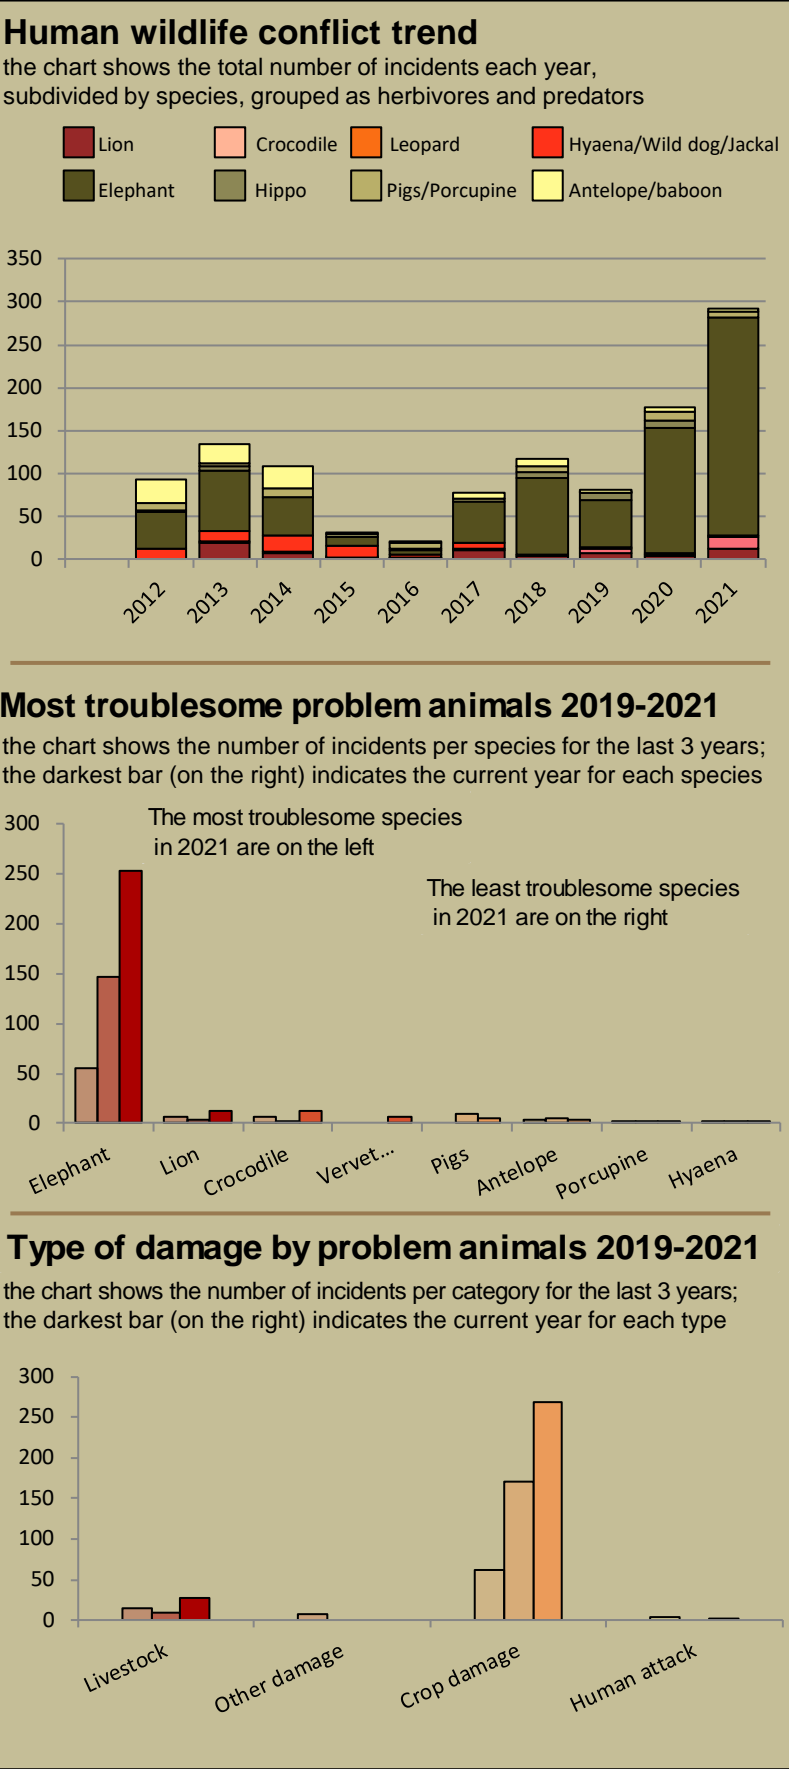 Human wildlife conflict trend
the chart shows the total number of incidents each year,
subdivided by species, grouped as herbivores and predators
Lion Crocodile Leopard Hyaena/Wild dog/Jackal
Elephant Hippo Pigs/Porcupine Antelope/baboon
350
300
250
200
150
100
50
0
2012 2013 2014 2015 2016 2017 2018 2019 2020 2021
Most troublesome problem animals 2019-2021
the chart shows the number of incidents per species for the last 3 years;
the darkest bar (on the right) indicates the current year for each species
The most troublesome species
in 2021 are on the left
The least troublesome species
in 2021 are on the right
300
250
200
150
100
50
0
Elephant Lion Crocodile Vervet... Pigs Antelope Porcupine Hyaena
Type of damage by problem animals 2019-2021
the chart shows the number of incidents per category for the last 3 years;
the darkest bar (on the right) indicates the current year for each type
300
250
200
150
100
50
0
Livestock Other damage Crop damage Human attack